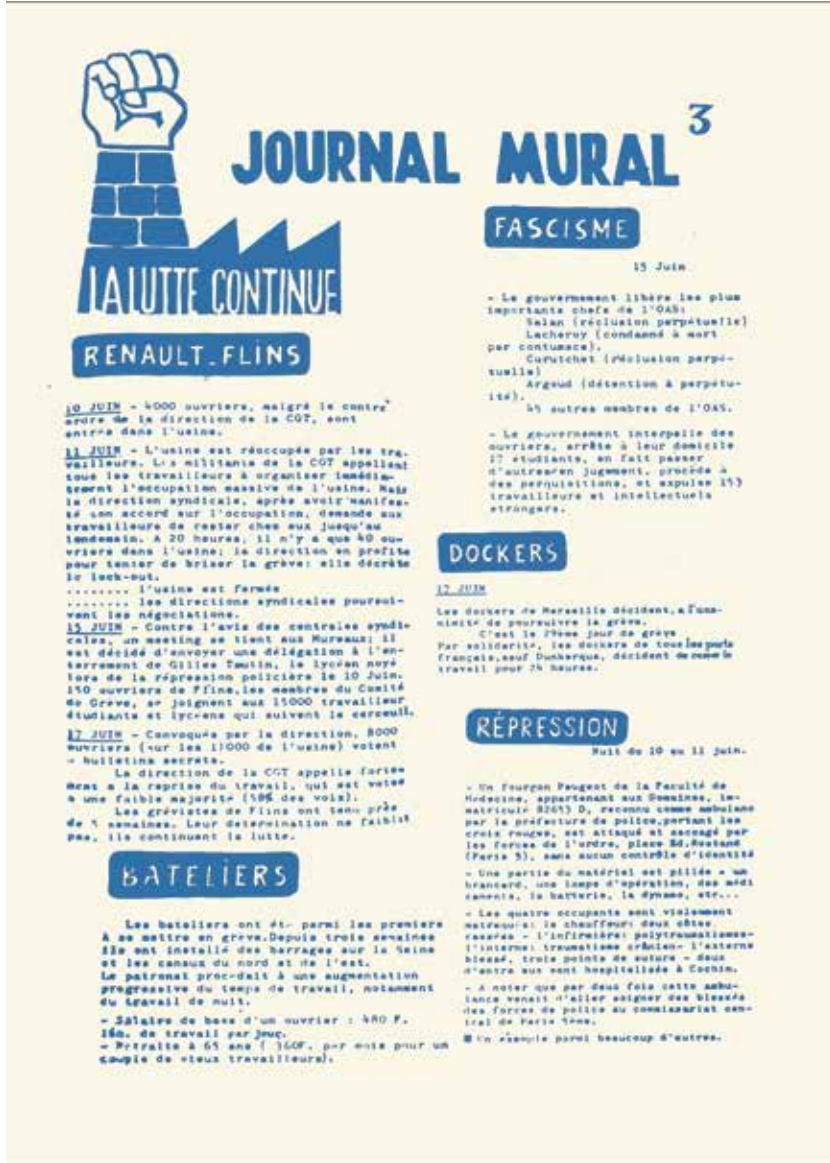 JOURNAL MURAL 3
LA LUTTE CONTINUE
RENAULT-FLINS
10 JUIN - 4000 ouvriers, malgré le contre
ordre de la direction de la CGT, sont
entrés dans l'usine.
11 JUIN - L'usine est réoccupée par les tra-
vailleurs. Les militants de la CGT appellent
tous les travailleurs à organiser immédia-
tement l'occupation massive de l'usine. Mais
la direction syndicale, après avoir manifes-
té son accord sur l'occupation, demande aux
travailleurs de rester chez eux jusqu'au
lendemain. A 20 heures, il n'y a que 40 ou-
vriers dans l'usine; la direction en profite
pour tenter de briser la grève: elle décrète
le lock-out.
........ l'usine est fermée
........ les directions syndicales poursui-
vent les négociations.
15 JUIN - Contre l'avis des centrales syndi-
cales, un meeting se tient aux Mureaux; il
est décidé d'envoyer une délégation à l'en-
terrement de Gilles Tautin, le lycéen noyé
lors de la répression policière le 10 Juin.
150 ouvriers de Flins, les membres du Comité
de Grève, se joignent aux 15000 travailleur
étudiants et lycéens qui suivent le cercueil.
17 JUIN - Convoqués par la direction, 8000
ouvriers (sur les 11000 de l'usine) votent
à bulletins secrets.
La direction de la CGT appelle forte-
ment a la reprise du travail, qui est votée
à une faible majorité (58% des voix).
Les grévistes de Flins ont tenu près
de 5 semaines. Leur determination ne faiblit
pas, ils continuent la lutte.
BATELIERS
Les bateliers ont été parmi les premiers
à se mettre en grève. Depuis trois semaines
ils ont installé des barrages sur la Seine
et les canaux du nord et de l'est.
Le patronat procédait à une augmentation
progressive du temps de travail, notamment
du travail de nuit.
- Salaire de base d'un ouvrier : 480 F.
de travail par jour.
- Retraite à 65 ans ( 360F. par mois pour un
couple de vieux travailleurs).
FASCISME
15 Juin
- Le gouvernement libère les plus
importants chefs de l'OAS:
Salan (réclusion perpétuelle)
Lacheroy (condamné à mort
par contumace).
Curutchet (réclusion perpé-
tuelle)
Argoud (détention à perpétu-
ité).
45 autres membres de l'OAS.
- Le gouvernement interpelle des
ouvriers, arrête à leur domicile
17 étudiants, en fait passer
d'autres en jugement, procède à
des perquisitions, et expulse 153
travailleurs et intellectuels
étrangers.
DOCKERS
17 JUIN
Les dockers de Marseille décident, a l'una-
nimité de poursuivre la grève.
C'est le 29ème jour de grève
Par solidarité, les dockers de tous les ports
français, sauf Dunkerque, décident de cesser le
travail pour 24 heures.
RÉPRESSION
Nuit du 10 au 11 juin.
- Un fourgon Peugeot de la Faculté de
Médecine, appartenant aux Domaines, im-
matriculé 82653 D, reconnu comme ambulance
par la préfecture de police, portant les
croix rouges, est attaqué et saccagé par
les forces de l'ordre, place Ed. Rostand
(Paris 5), sans aucun contrôle d'identité
- Une partie du matériel est pillée - un
brancard, une lampe d'opération, des médi
caments, la batterie, la dynamo, etc...
- Les quatre occupants sont violemment
matraqués: le chauffeur: deux côtes
cassées - l'infirmière: polytraumatismes-
l'interne: traumatisme crânien- l'externe
blessé, trois points de suture - deux
d'entre eux sont hospitalisés à Cochin.
- A noter que par deux fois cette ambu-
lance venait d'aller soigner des blessés
des forces de police au commissariat cen-
tral de Paris 5ème.
Un exemple parmi beaucoup d'autres.